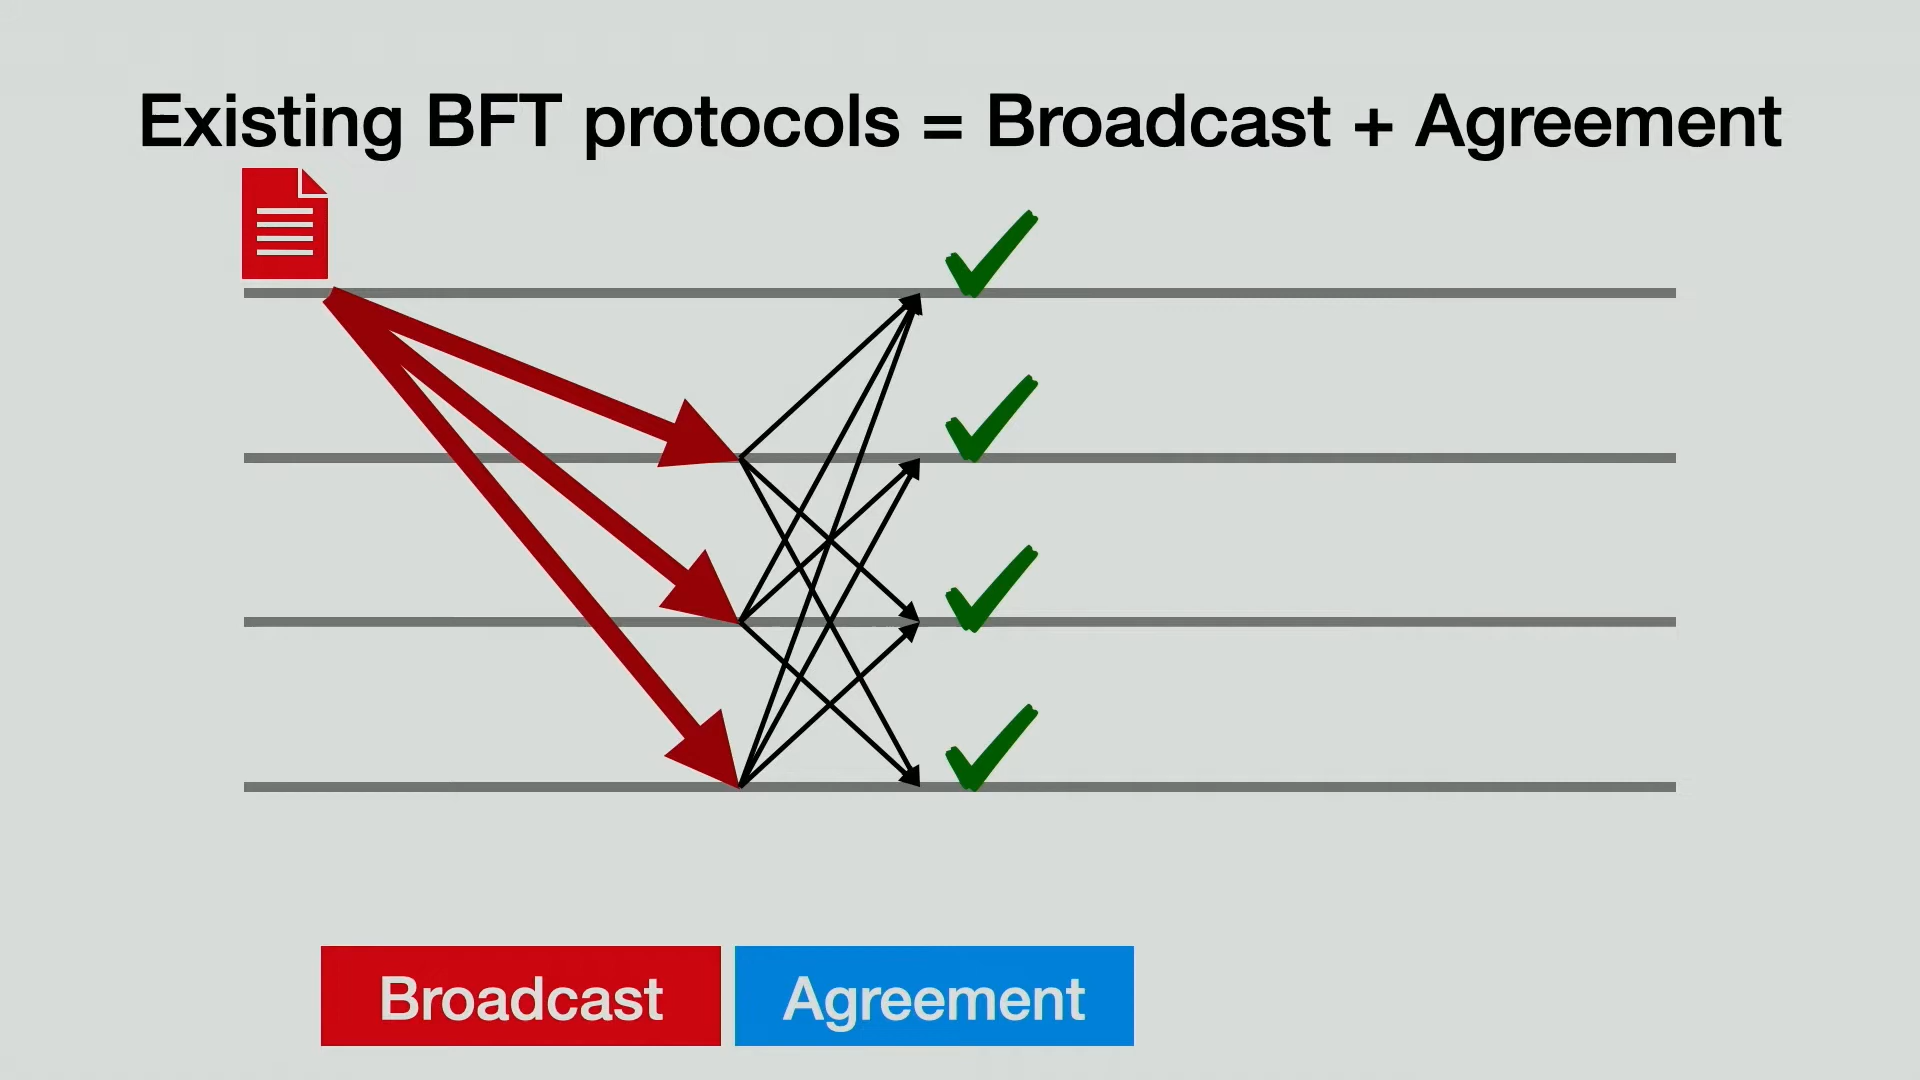 Existing BFT protocols = Broadcast + Agreement
Broadcast
Agreement